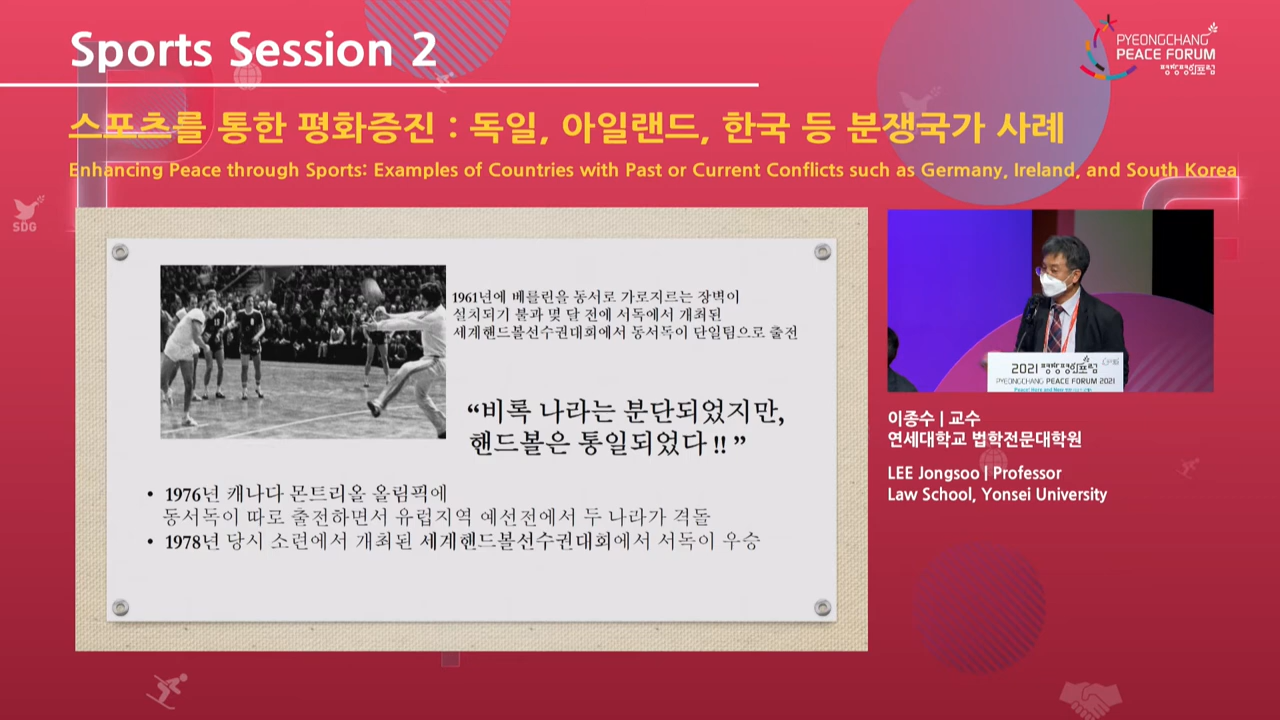 Sports Session 2
PYEONGCHANG
PEACE FORUM
평창평화포럼
스포츠를 통한 평화증진 : 독일, 아일랜드, 한국 등 분쟁국가 사례
Enhancing Peace through Sports: Examples of Countries with Past or Current Conflicts such as Germany, Ireland, and South Korea
SDG
1961년에 베를린을 동서로 가로지르는 장벽이
설치되기 불과 몇 달 전에 서독에서 개최된
세계핸드볼선수권대회에서 동서독이 단일팀으로 출전
“비록 나라는 분단되었지만,
핸드볼은 통일되었다 !! ”
• 1976년 캐나다 몬트리올 올림픽에
동서독이 따로 출전하면서 유럽지역 예선전에서 두 나라가 격돌
• 1978년 당시 소련에서 개최된 세계핸드볼선수권대회에서 서독이 우승
2021 평창평화포럼
PYEONGCHANG PEACE FORUM 2021
이종수 | 교수
연세대학교 법학전문대학원
LEE Jongsoo | Professor
Law School, Yonsei University